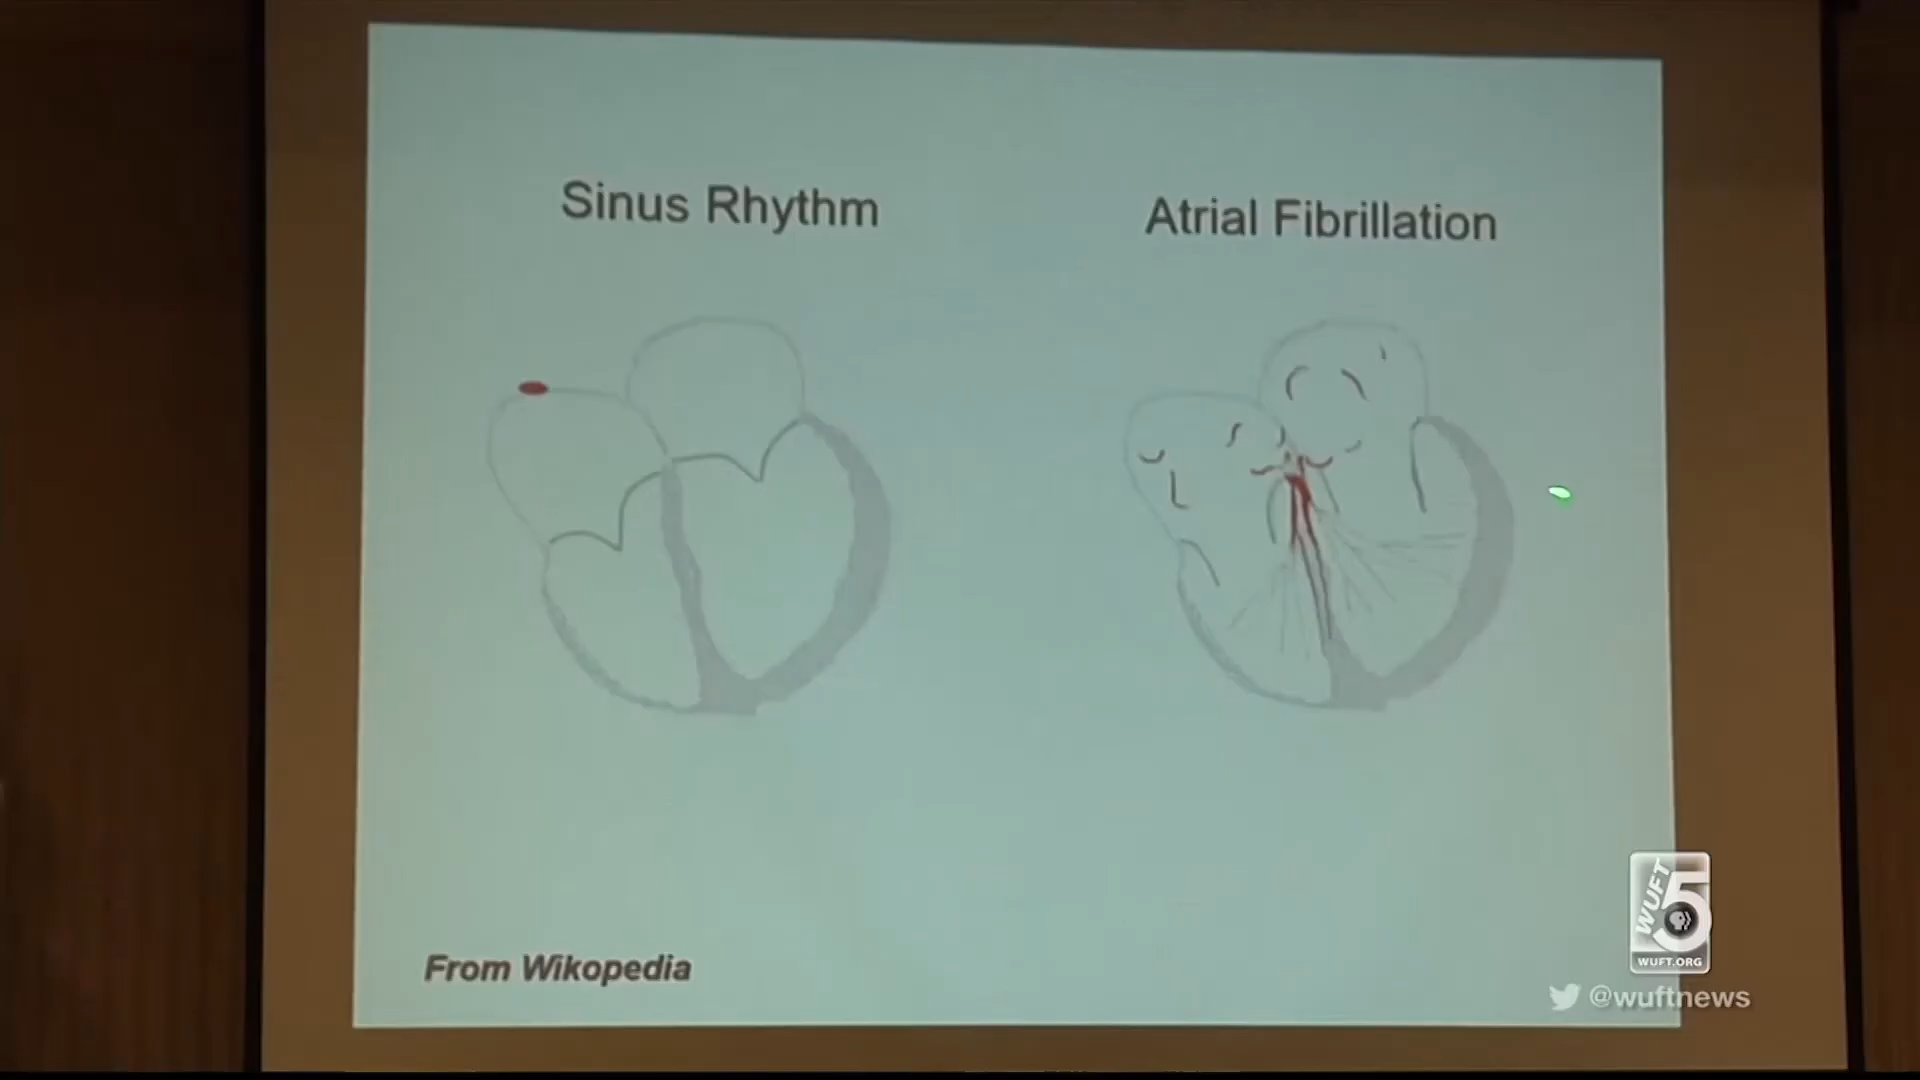 Sinus Rhythm
Atrial Fibrillation
From Wikopedia
WUFT
5
WUFT.ORG
@wuftnews